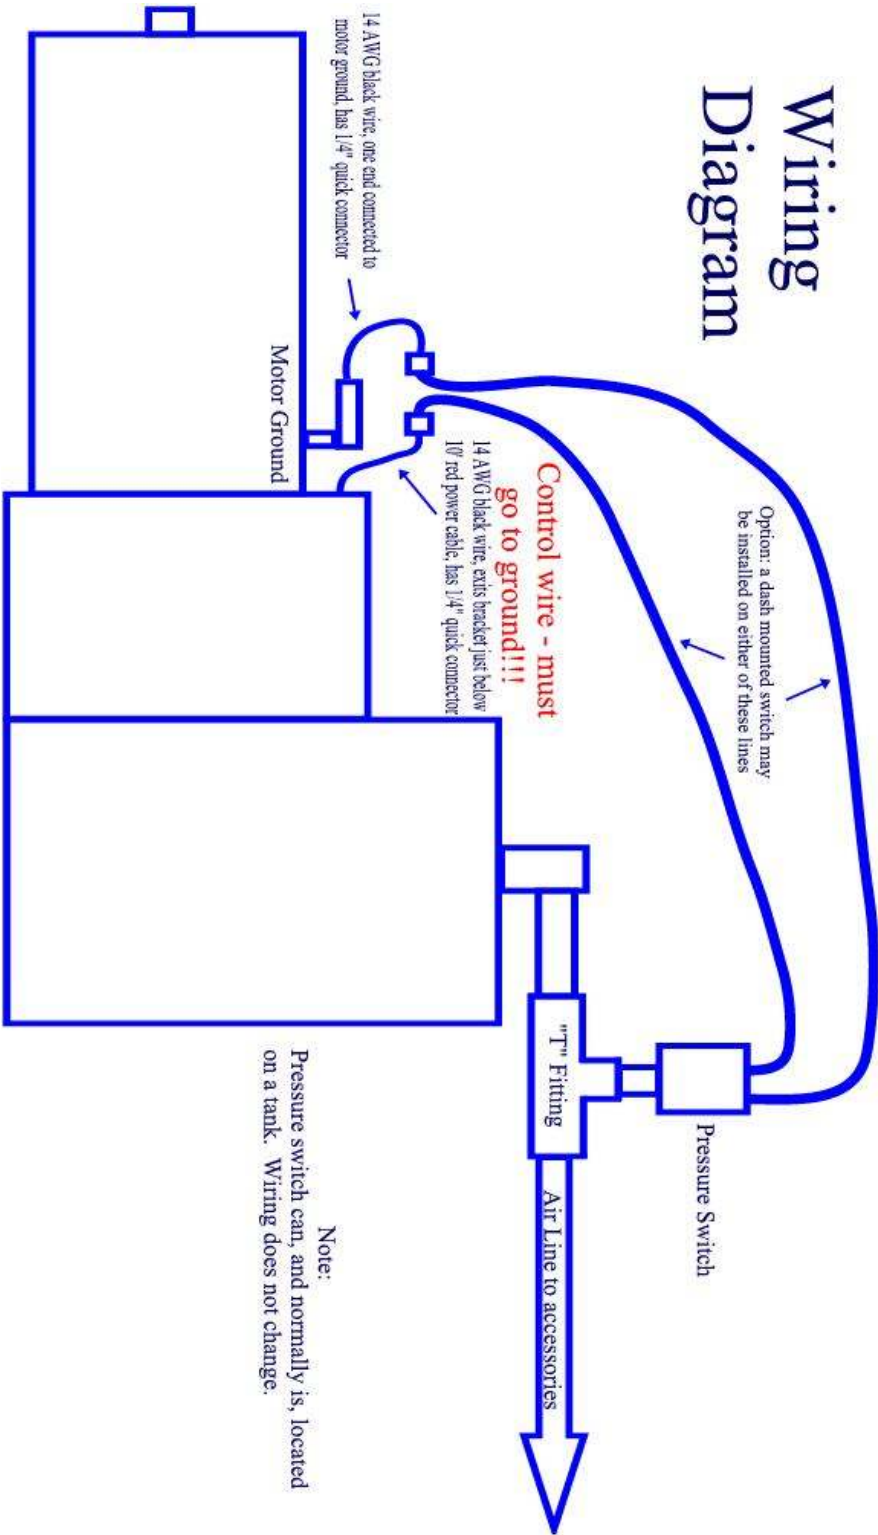 Wiring
Diagram
14 AWG black wire, one end connected to
motor ground, has 1/4" quick connector
Motor Ground
Option: a dash mounted switch may
be installed on either of these lines
Control wire - must
go to ground!!!
14 AWG black wire, exits bracket just below
10' red power cable, has 1/4" quick connector
Pressure Switch
"T" Fitting
Air Line to accessories
Note:
Pressure switch can, and normally is, located
on a tank. Wiring does not change.